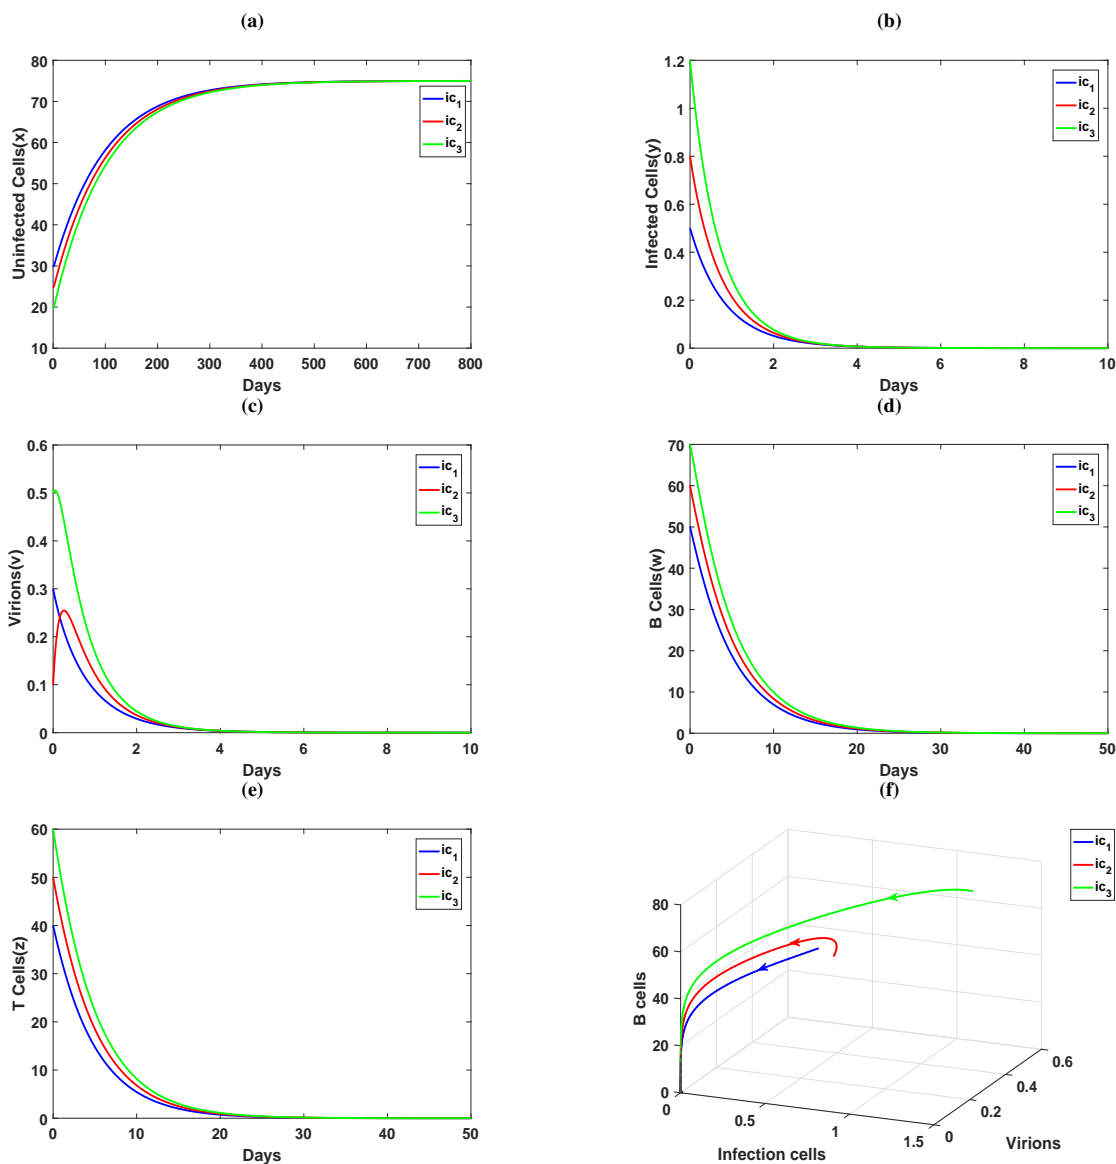 (a)
80
70
60
50
40
30
20
10
0
100
200
300
400
500
600
700
800
Uninfected Cells(x)
Days
ic1
ic2
ic3
(b)
1.2
1
0.8
0.6
0.4
0.2
0
0
2
4
6
8
10
Infected Cells(y)
Days
ic1
ic2
ic3
(c)
0.6
0.5
0.4
0.3
0.2
0.1
0
0
2
4
6
8
10
Virions(v)
Days
ic1
ic2
ic3
(d)
70
60
50
40
30
20
10
0
0
10
20
30
40
50
B Cells(w)
Days
ic1
ic2
ic3
(e)
60
50
40
30
20
10
0
0
10
20
30
40
50
T Cells(z)
Days
ic1
ic2
ic3
(f)
80
60
40
20
0
0
0.5
1
1.5
0
0.2
0.4
0.6
B cells
Infection cells
Virions
ic1
ic2
ic3